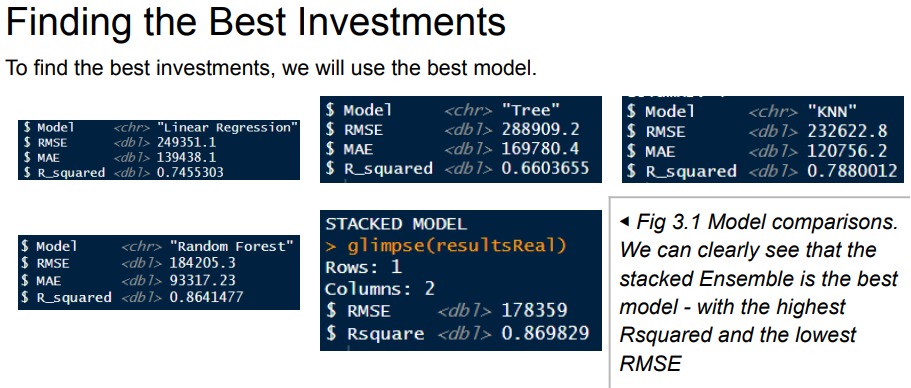 Finding the Best Investments
To find the best investments, we will use the best model.
$ Model <chr> "Linear Regression"
$ RMSE <dbl> 249351.1
$ MAE <dbl> 139438.1
$ R_squared <dbl> 0.7455303
$ Model <chr> "Tree"
$ RMSE <dbl> 288909.2
$ MAE <dbl> 169780.4
$ R_squared <dbl> 0.6603655
$ Model <chr> "KNN"
$ RMSE <dbl> 232622.8
$ MAE <dbl> 120756.2
$ R_squared <dbl> 0.7880012
$ Model <chr> "Random Forest"
$ RMSE <dbl> 184205.3
$ MAE <dbl> 93317.23
$ R_squared <dbl> 0.8641477
STACKED MODEL
> glimpse(resultsReal)
Rows: 1
Columns: 2
$ RMSE <dbl> 178359
$ Rsquare <dbl> 0.869829
◄ Fig 3.1 Model comparisons.
We can clearly see that the
stacked Ensemble is the best
model - with the highest
Rsquared and the lowest
RMSE